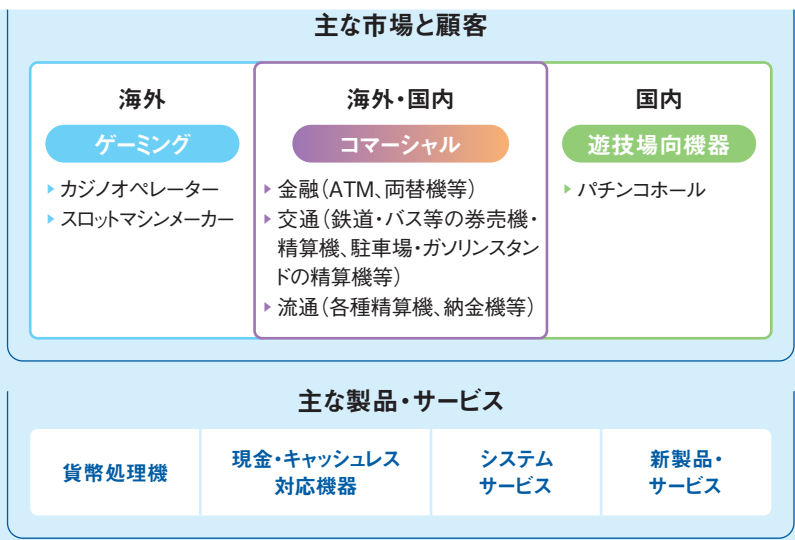 主な市場と顧客
海外
ゲーミング
▸ カジノオペレーター
▸ スロットマシンメーカー
海外・国内
コマーシャル
▸ 金融（ATM、両替機等）
▸ 交通（鉄道・バス等の券売機・
精算機、駐車場・ガソリンスタン
ドの精算機等）
▸ 流通（各種精算機、納金機等）
国内
遊技場向機器
▸ パチンコホール
主な製品・サービス
貨幣処理機
現金・キャッシュレス
対応機器
システム
サービス
新製品・
サービス